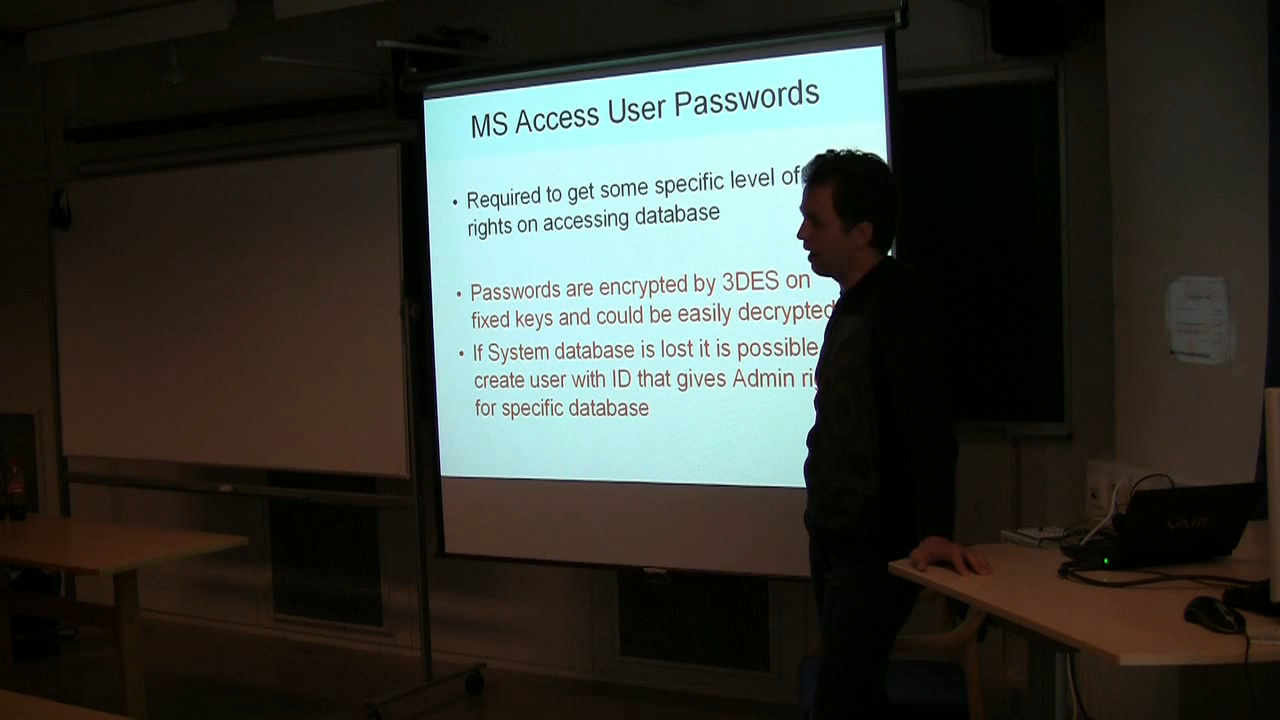 MS Access User Passwords
• Required to get some specific level of
rights on accessing database
• Passwords are encrypted by 3DES on
fixed keys and could be easily decrypted
• If System database is lost it is possible
create user with ID that gives Admin
for specific database
VAIO